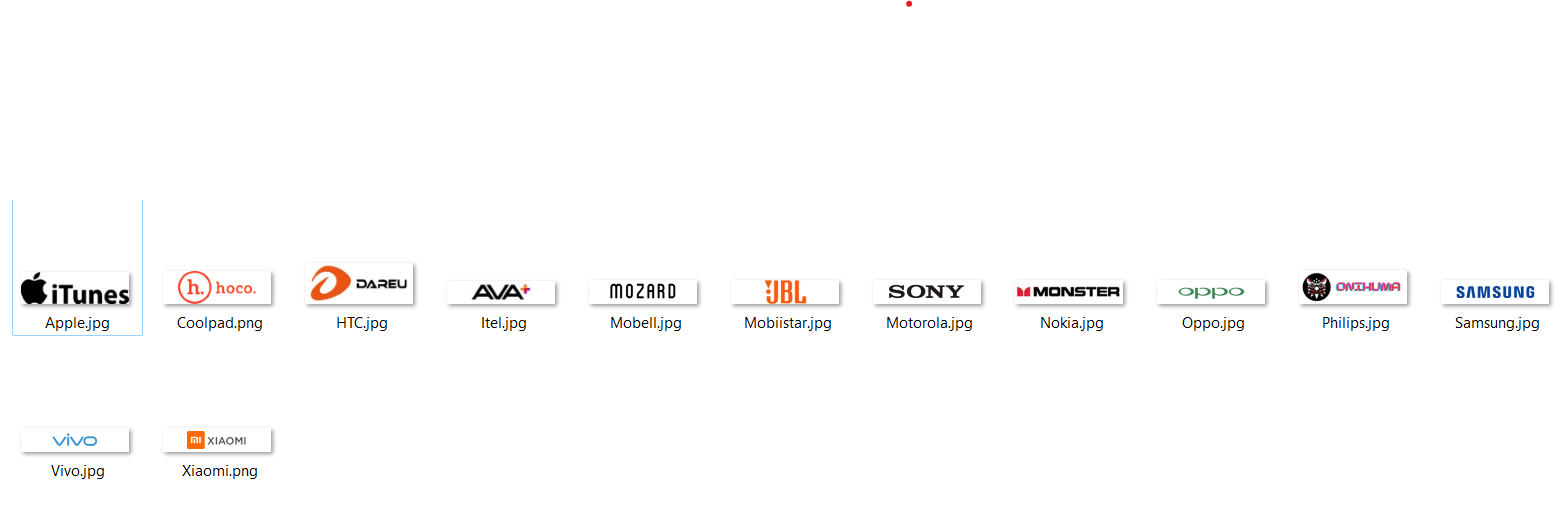 iTunes
hoco.
DAREU
AVA+
MOZARD
JBL
SONY
MONSTER
oppo
ONIKUMA
SAMSUNG
Apple.jpg
Coolpad.png
HTC.jpg
Itel.jpg
Mobell.jpg
Mobiistar.jpg
Motorola.jpg
Nokia.jpg
Oppo.jpg
Philips.jpg
Samsung.jpg
vivo
mi XIAOMI
Vivo.jpg
Xiaomi.png